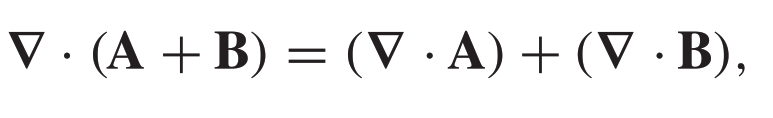 ∇ · (A + B) = (∇ · A) + (∇ · B),